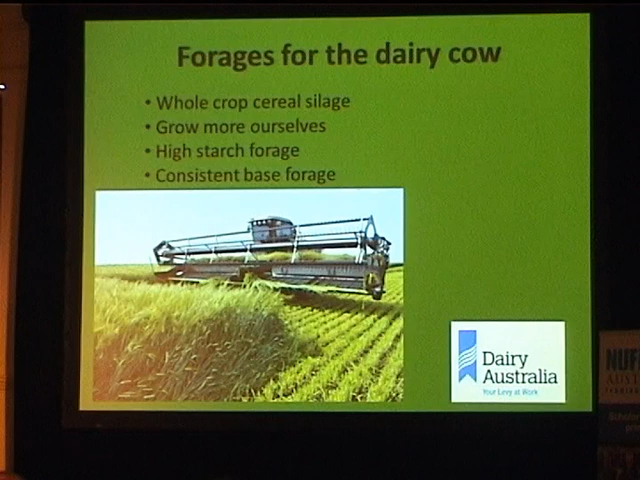 Forages for the dairy cow
• Whole crop cereal silage
• Grow more ourselves
• High starch forage
• Consistent base forage
Dairy
Australia
Your Levy at Work